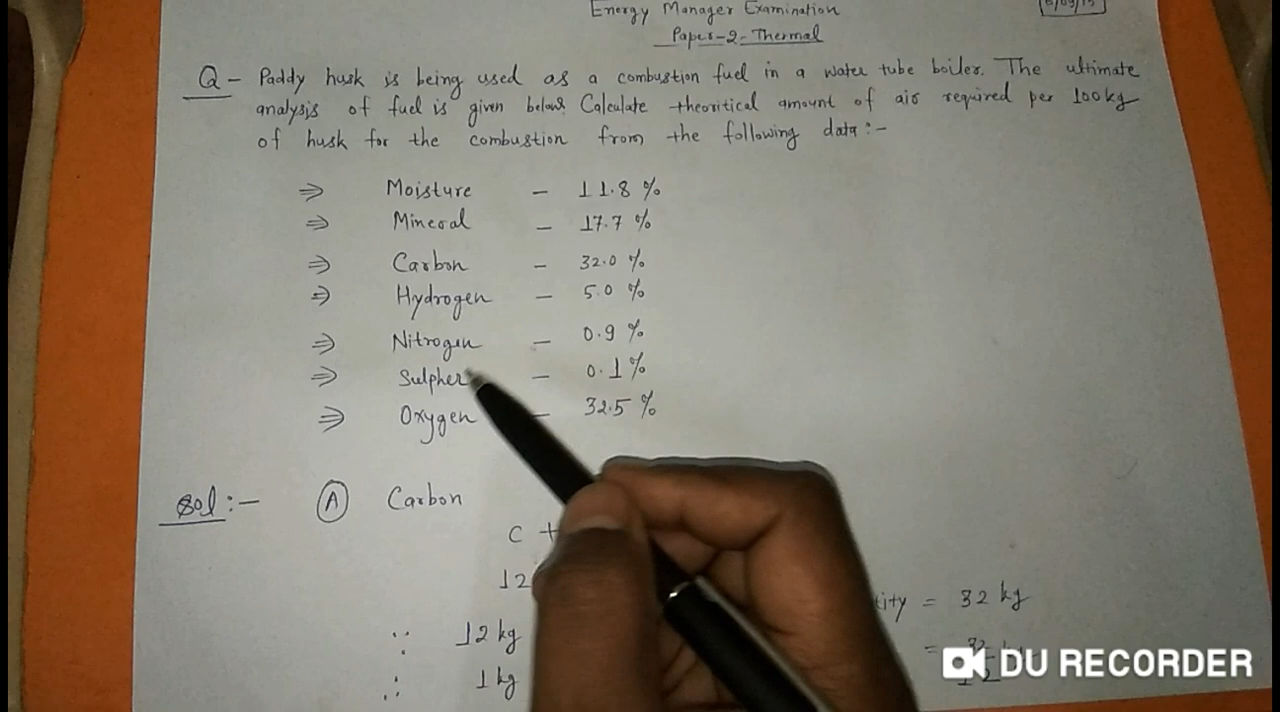 Energy Manager Examination
Paper-2-Thermal
Q - Paddy husk is being used as a combustion fuel in a water tube boiler. The ultimate
analysis of fuel is given below. Calculate theoritical amount of air required per 100kg
of husk for the combustion from the following data :-
⇒ Moisture - 11.8 %
⇒ Mineral - 17.7 %
⇒ Carbon - 32.0 %
⇒ Hydrogen - 5.0 %
⇒ Nitrogen - 0.9 %
⇒ Sulpher - 0.1 %
⇒ Oxygen - 32.5 %
Sol :- A Carbon
C +
12
tity = 32 kg
∵ 12 kg
=
∴ 1 kg
DU RECORDER